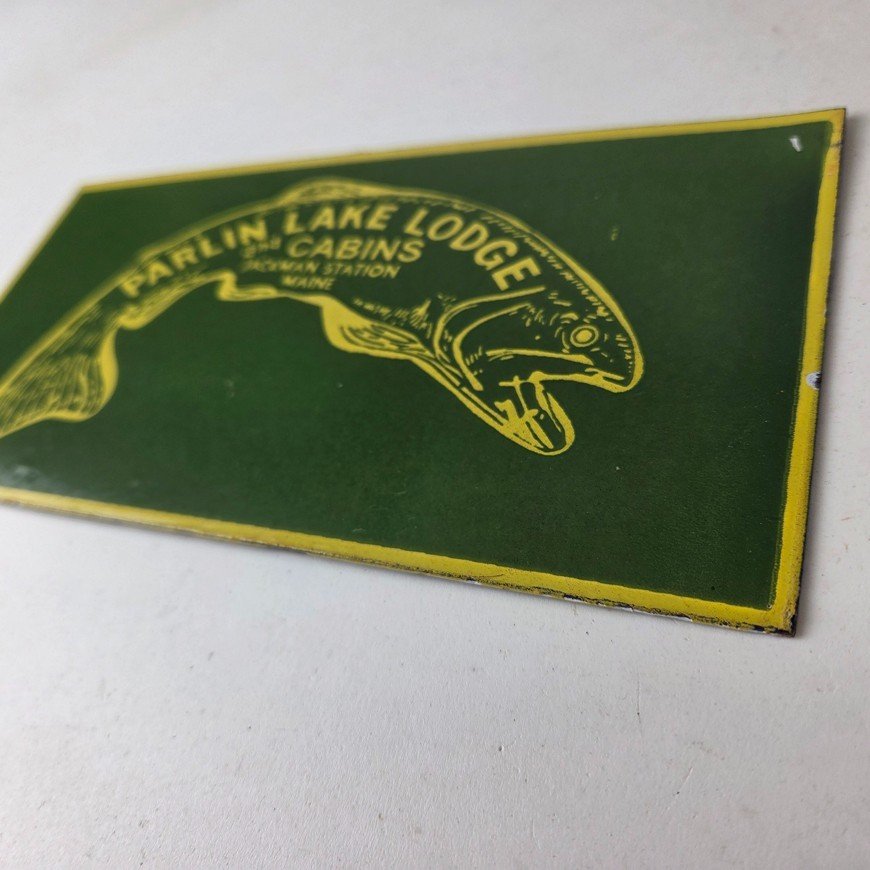 PARLIN LAKE LODGE
and CABINS
JACKMAN STATION
MAINE